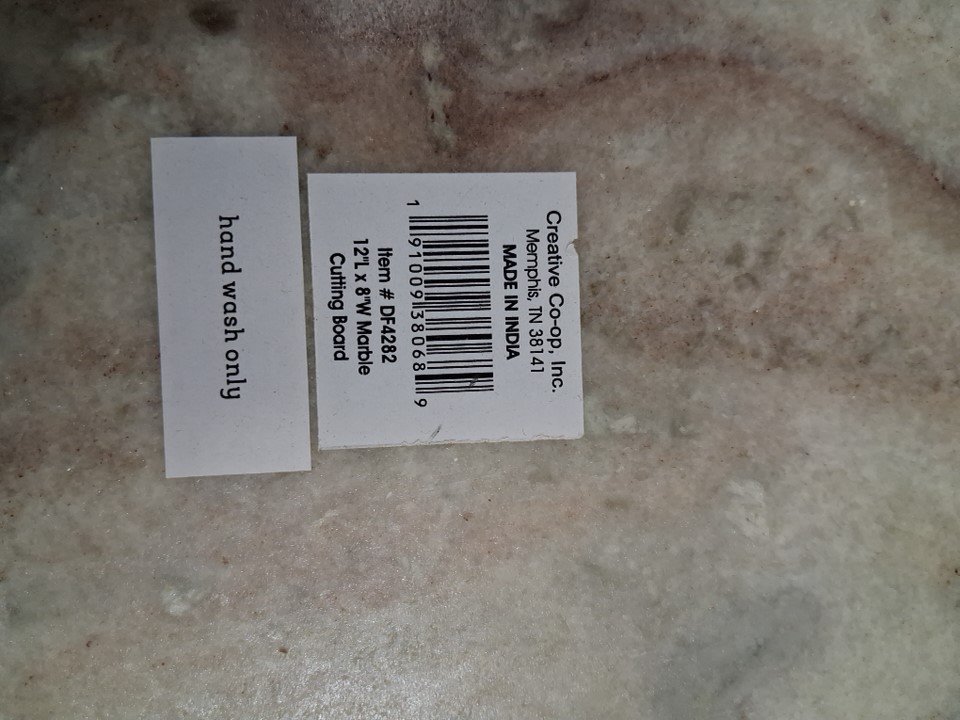 Creative Co-op, Inc.
Memphis, TN 38141
MADE IN INDIA
1 91009 38068 9
Item # DF4282
12"L x 8"W Marble
Cutting Board
hand wash only